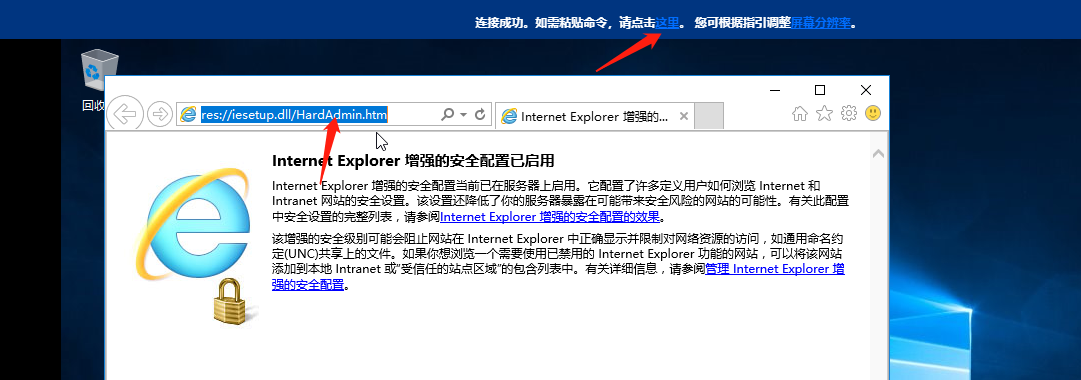 连接成功。如需粘贴命令，请点击这里。 您可根据指引调整屏幕分辨率。
回收
res://iesetup.dll/HardAdmin.htm
Internet Explorer 增强的...
Internet Explorer 增强的安全配置已启用
Internet Explorer 增强的安全配置当前已在服务器上启用。它配置了许多定义用户如何浏览 Internet 和
Intranet 网站的安全设置。该设置还降低了你的服务器暴露在可能带来安全风险的网站的可能性。有关此配置
中安全设置的完整列表，请参阅Internet Explorer 增强的安全配置的效果。
该增强的安全级别可能会阻止网站在 Internet Explorer 中正确显示并限制对网络资源的访问，如通用命名约
定(UNC)共享上的文件。如果你想浏览一个需要使用已禁用的 Internet Explorer 功能的网站，可以将该网站
添加到本地 Intranet 或“受信任的站点区域”的包含列表中。有关详细信息，请参阅管理 Internet Explorer 增
强的安全配置。